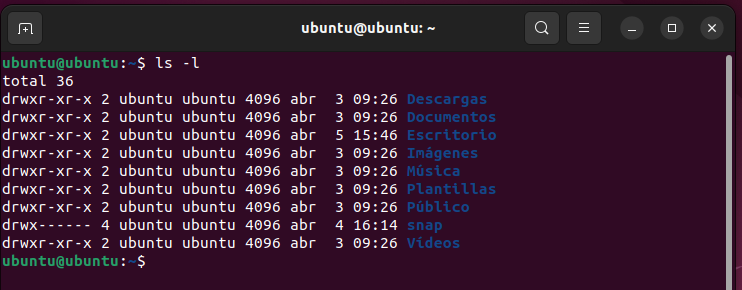 ubuntu@ubuntu: ~
ubuntu@ubuntu:~$ ls -l
total 36
drwxr-xr-x 2 ubuntu ubuntu 4096 abr  3 09:26 Descargas
drwxr-xr-x 2 ubuntu ubuntu 4096 abr  3 09:26 Documentos
drwxr-xr-x 2 ubuntu ubuntu 4096 abr  5 15:46 Escritorio
drwxr-xr-x 2 ubuntu ubuntu 4096 abr  3 09:26 Imágenes
drwxr-xr-x 2 ubuntu ubuntu 4096 abr  3 09:26 Música
drwxr-xr-x 2 ubuntu ubuntu 4096 abr  3 09:26 Plantillas
drwxr-xr-x 2 ubuntu ubuntu 4096 abr  3 09:26 Público
drwx------ 4 ubuntu ubuntu 4096 abr  4 16:14 snap
drwxr-xr-x 2 ubuntu ubuntu 4096 abr  3 09:26 Vídeos
ubuntu@ubuntu:~$